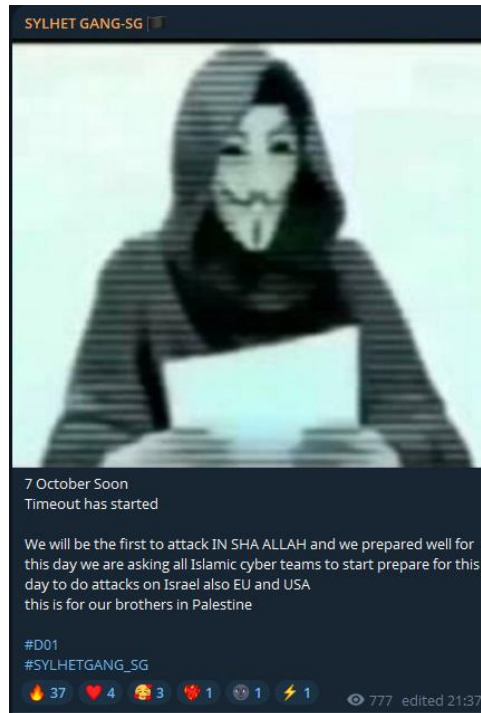 SYLHET GANG-SG 🏴
7 October Soon
Timeout has started
We will be the first to attack IN SHA ALLAH and we prepared well for
this day we are asking all Islamic cyber teams to start prepare for this
day to do attacks on Israel also EU and USA
this is for our brothers in Palestine
#D01
#SYLHETGANG_SG
🔥 37 ❤️ 4 🥰 3 ❤️‍🔥 1 🌚 1 ⚡ 1 777 edited 21:37